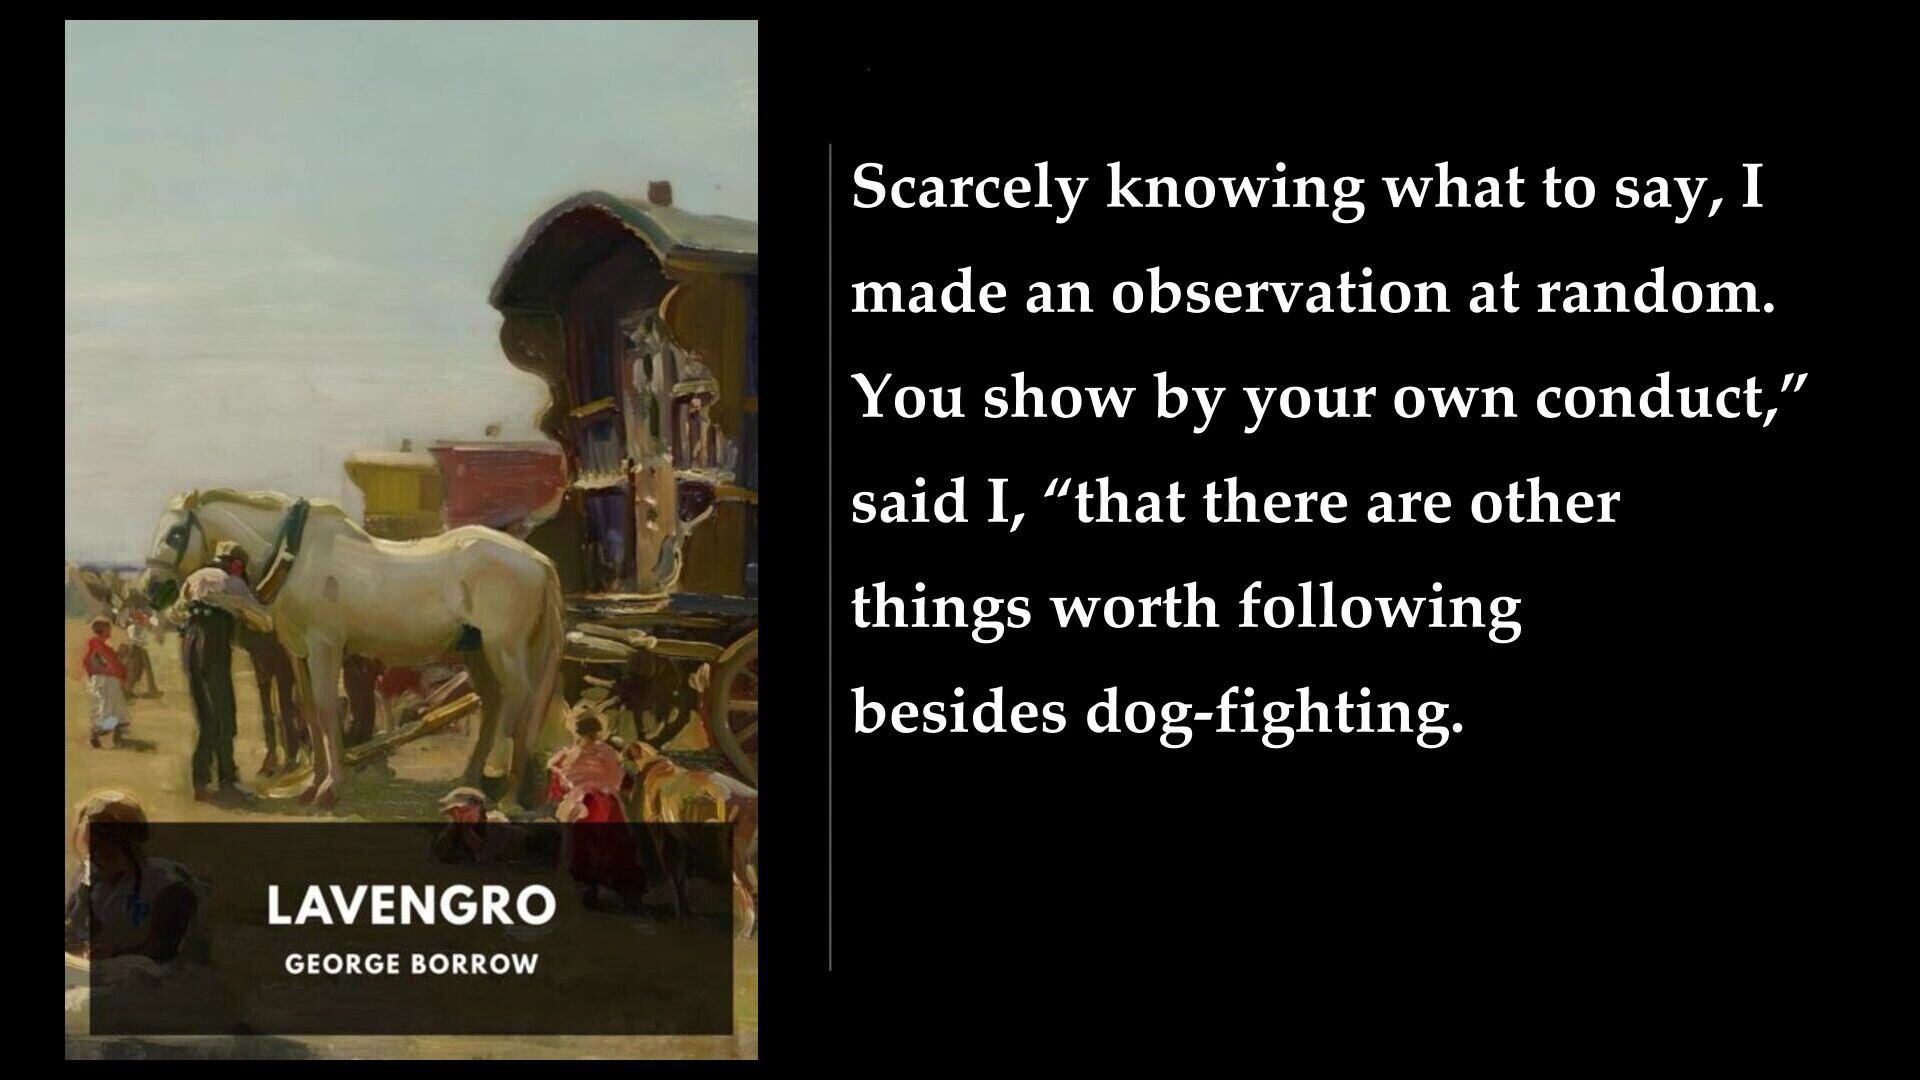 Scarcely knowing what to say, I
made an observation at random.
You show by your own conduct,”
said I, “that there are other
things worth following
besides dog-fighting.
LAVENGRO
GEORGE BORROW